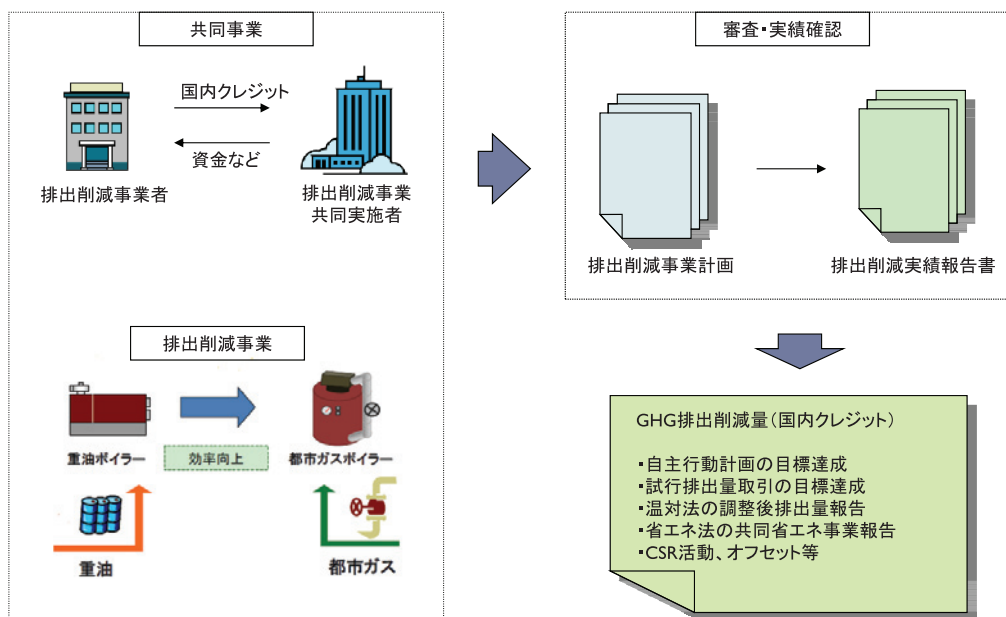 共同事業
国内クレジット
資金など
排出削減事業者
排出削減事業
共同実施者
排出削減事業
重油ボイラー
効率向上
都市ガスボイラー
重油
都市ガス
審査・実績確認
排出削減事業計画
排出削減実績報告書
GHG排出削減量(国内クレジット)
・自主行動計画の目標達成
・試行排出量取引の目標達成
・温対法の調整後排出量報告
・省エネ法の共同省エネ事業報告
・CSR活動、オフセット等